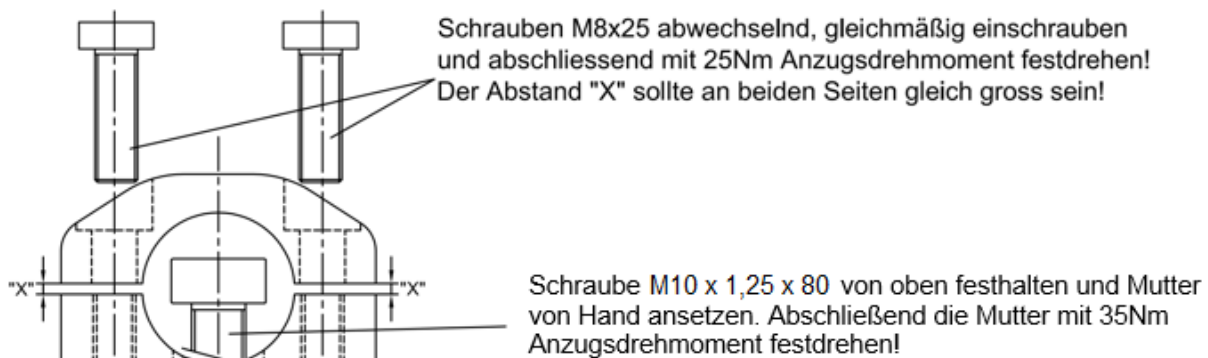 Schrauben M8x25 abwechselnd, gleichmäßig einschrauben
und abschliessend mit 25Nm Anzugsdrehmoment festdrehen!
Der Abstand "X" sollte an beiden Seiten gleich gross sein!
"X"
"X"
Schraube M10 x 1,25 x 80 von oben festhalten und Mutter
von Hand ansetzen. Abschließend die Mutter mit 35Nm
Anzugsdrehmoment festdrehen!